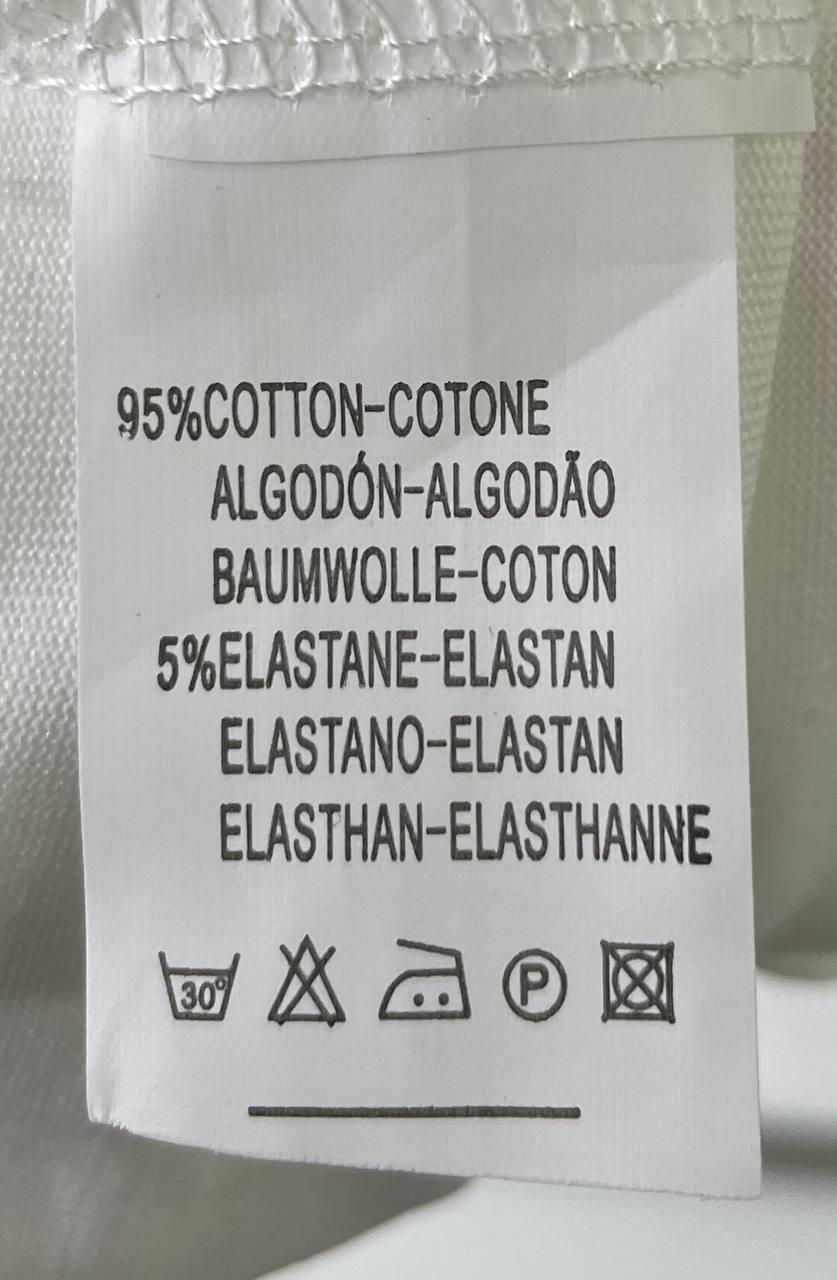 95%COTTON-COTONE
ALGODÓN-ALGODÃO
BAUMWOLLE-COTON
5%ELASTANE-ELASTAN
ELASTANO-ELASTAN
ELASTHAN-ELASTHANNE
30° P